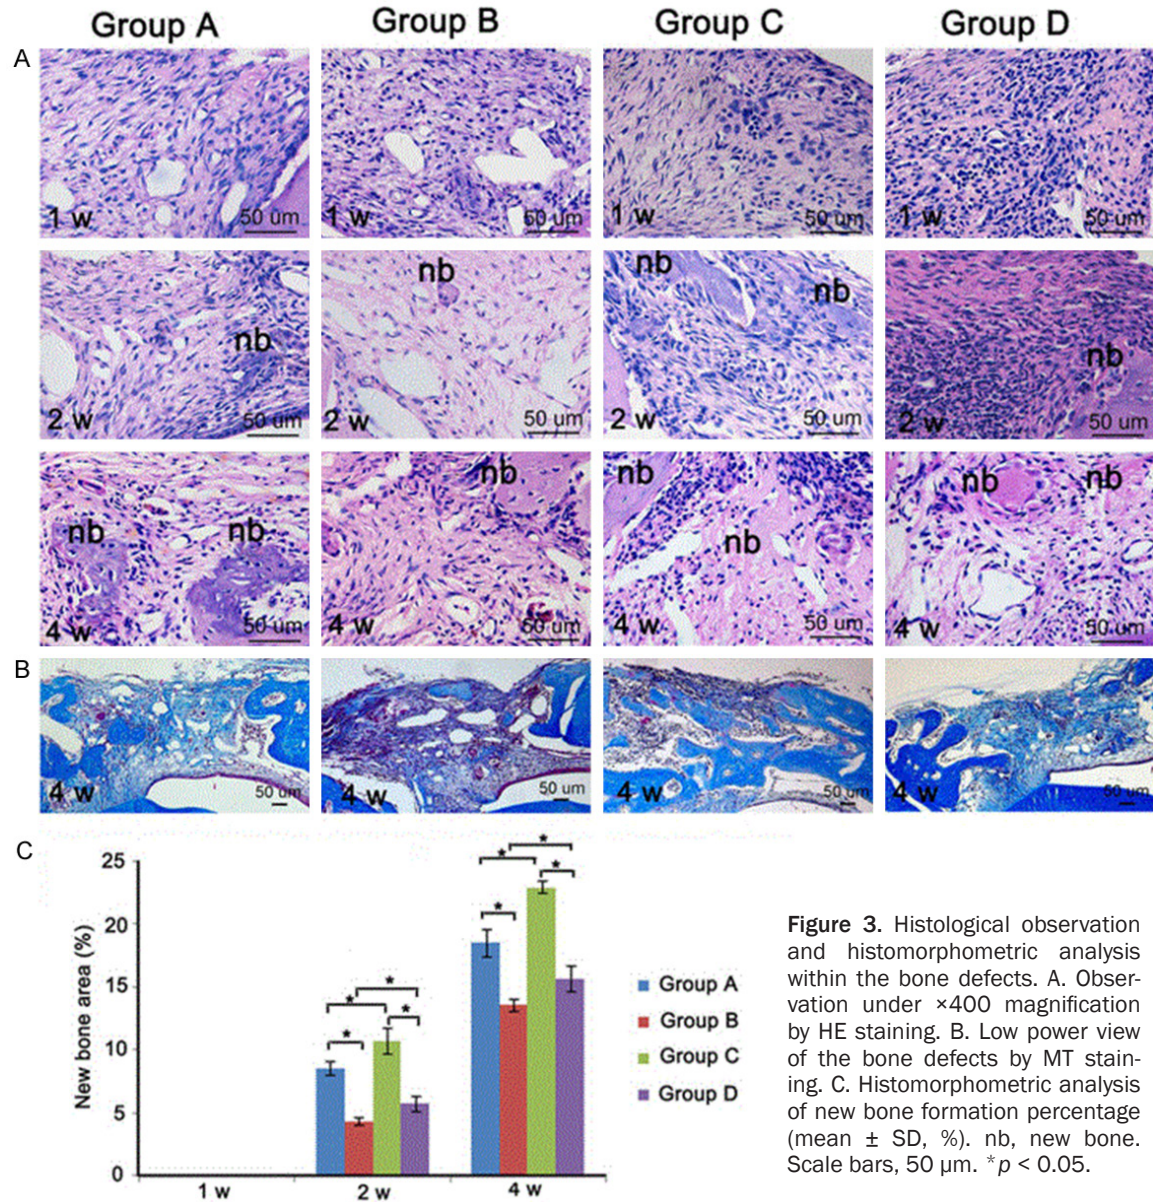 Group A Group B Group C Group D
A
1 w 50 um 1 w 50 um 1 w 50 um 1 w 50 um
nb 2 w 50 um nb 2 w 50 um nb nb 2 w 50 um nb 2 w 50 um
nb nb 4 w 50 um nb 4 w 50 um nb nb 4 w 50 um nb nb 4 w 50 um
B
4 w 50 um 4 w 50 um 4 w 50 um 4 w 50 um
C
New bone area (%)
25
20
15
10
5
0
* * * *
* * * *
1 w 2 w 4 w
Group A
Group B
Group C
Group D
Figure 3. Histological observation
and histomorphometric analysis
within the bone defects. A. Obser-
vation under ×400 magnification
by HE staining. B. Low power view
of the bone defects by MT stain-
ing. C. Histomorphometric analysis
of new bone formation percentage
(mean ± SD, %). nb, new bone.
Scale bars, 50 µm. *p < 0.05.